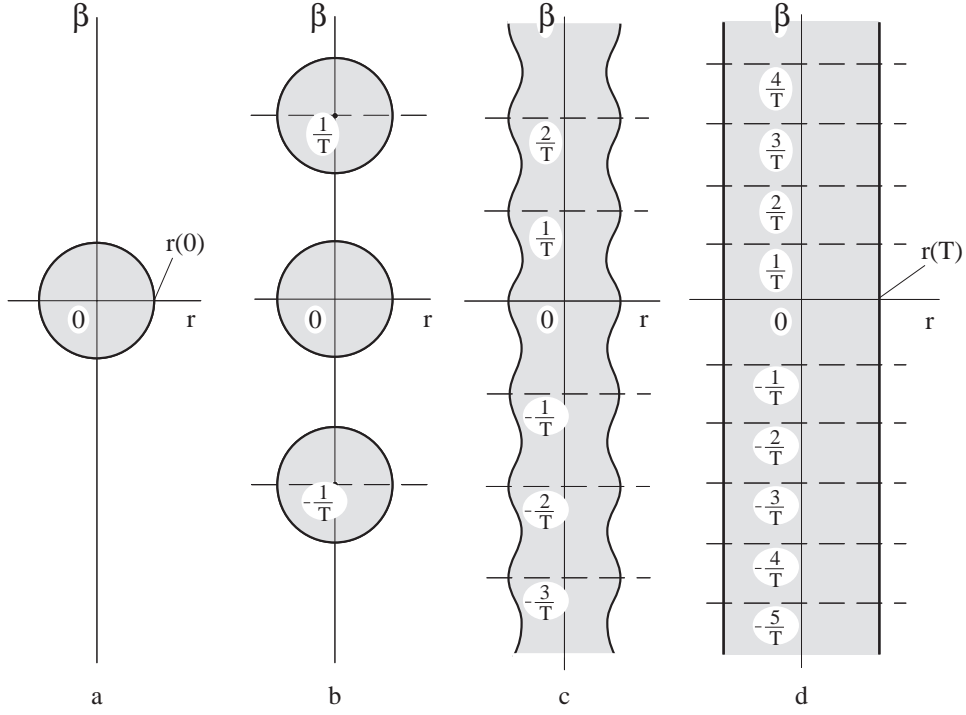 β
r(0)
0
r
a
β
1/T
0
r
-1/T
b
β
2/T
1/T
0
r
-1/T
-2/T
-3/T
c
β
4/T
3/T
2/T
1/T
r(T)
0
r
-1/T
-2/T
-3/T
-4/T
-5/T
d